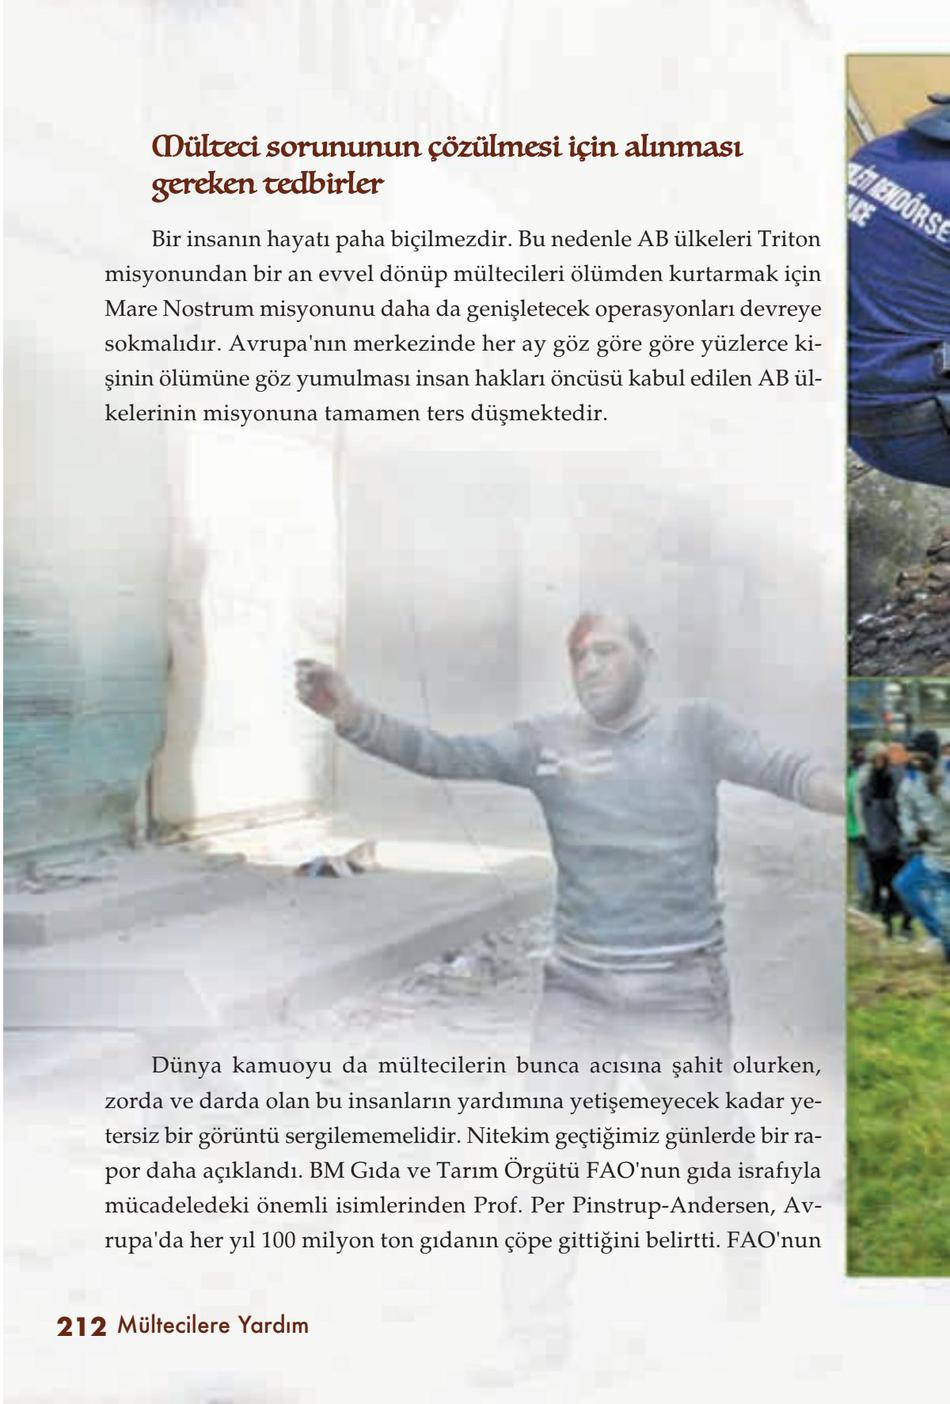 Mülteci sorununun çözülmesi için alınması
gereken tedbirler
Bir insanın hayatı paha biçilmezdir. Bu nedenle AB ülkeleri Triton
misyonundan bir an evvel dönüp mültecileri ölümden kurtarmak için
Mare Nostrum misyonunu daha da genişletecek operasyonları devreye
sokmalıdır. Avrupa'nın merkezinde her ay göz göre göre yüzlerce ki-
şinin ölümüne göz yumulması insan hakları öncüsü kabul edilen AB ül-
kelerinin misyonuna tamamen ters düşmektedir.
Dünya kamuoyu da mültecilerin bunca acısına şahit olurken,
zorda ve darda olan bu insanların yardımına yetişemeyecek kadar ye-
tersiz bir görüntü sergilememelidir. Nitekim geçtiğimiz günlerde bir ra-
por daha açıklandı. BM Gıda ve Tarım Örgütü FAO'nun gıda israfıyla
mücadeledeki önemli isimlerinden Prof. Per Pinstrup-Andersen, Av-
rupa'da her yıl 100 milyon ton gıdanın çöpe gittiğini belirtti. FAO'nun
212 Mültecilere Yardım